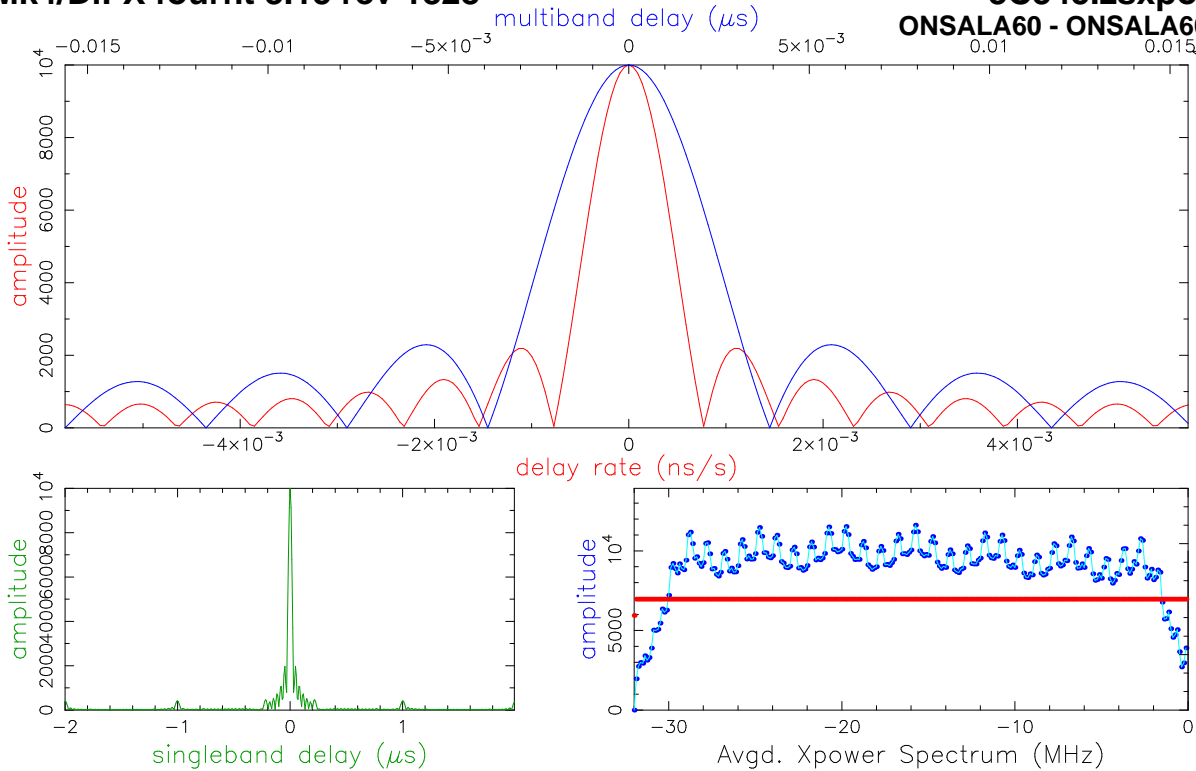 multiband delay (μs)
ONSALA60 - ONSALA60
−0.015 −0.01 −5×10⁻³ 0 5×10⁻³ 0.01 0.015
amplitude
0 2000 4000 6000 8000 10⁴
−4×10⁻³ −2×10⁻³ 0 2×10⁻³ 4×10⁻³
delay rate (ns/s)
amplitude
0 2000 4000 6000 8000 10⁴
−2 −1 0 1
singleband delay (μs)
amplitude
0 5000 10⁴
−30 −20 −10 0
Avgd. Xpower Spectrum (MHz)